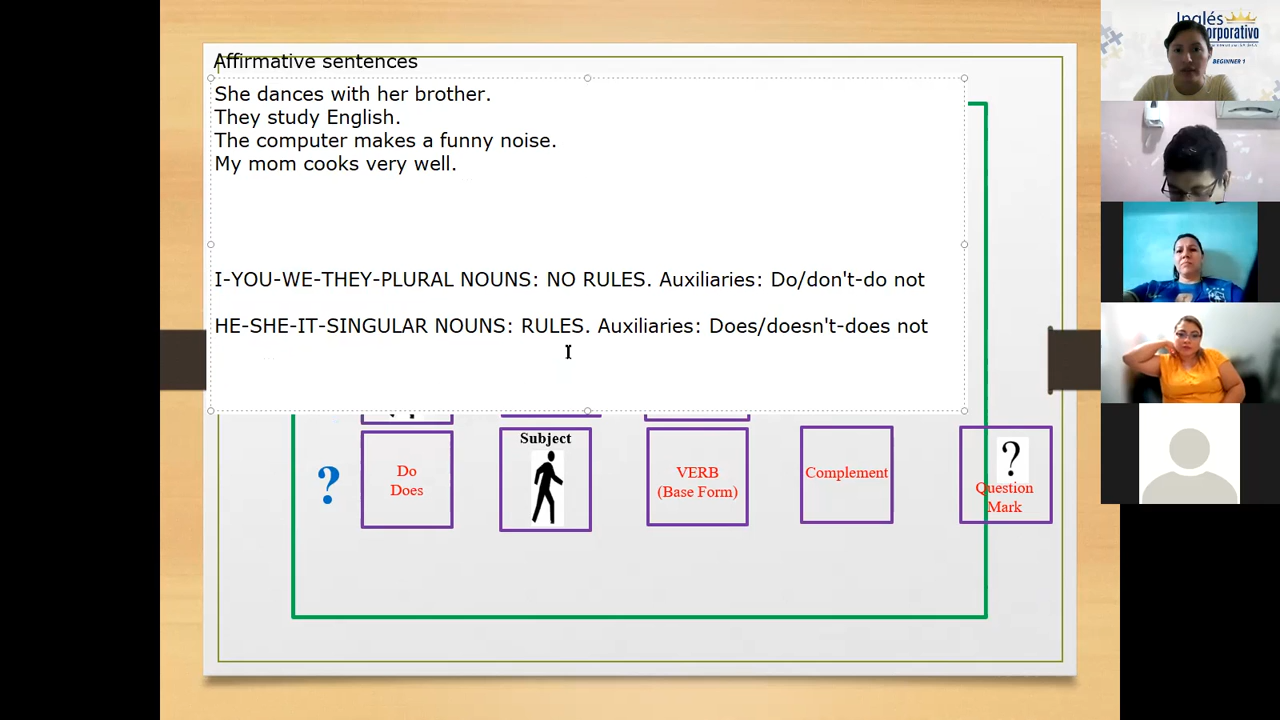 Affirmative sentences
She dances with her brother.
They study English.
The computer makes a funny noise.
My mom cooks very well.
I-YOU-WE-THEY-PLURAL NOUNS: NO RULES. Auxiliaries: Do/don't-do not
HE-SHE-IT-SINGULAR NOUNS: RULES. Auxiliaries: Does/doesn't-does not
?
Do
Does
Subject
VERB
(Base Form)
Complement
?
Question
Mark
Inglés
BEGINNER 1